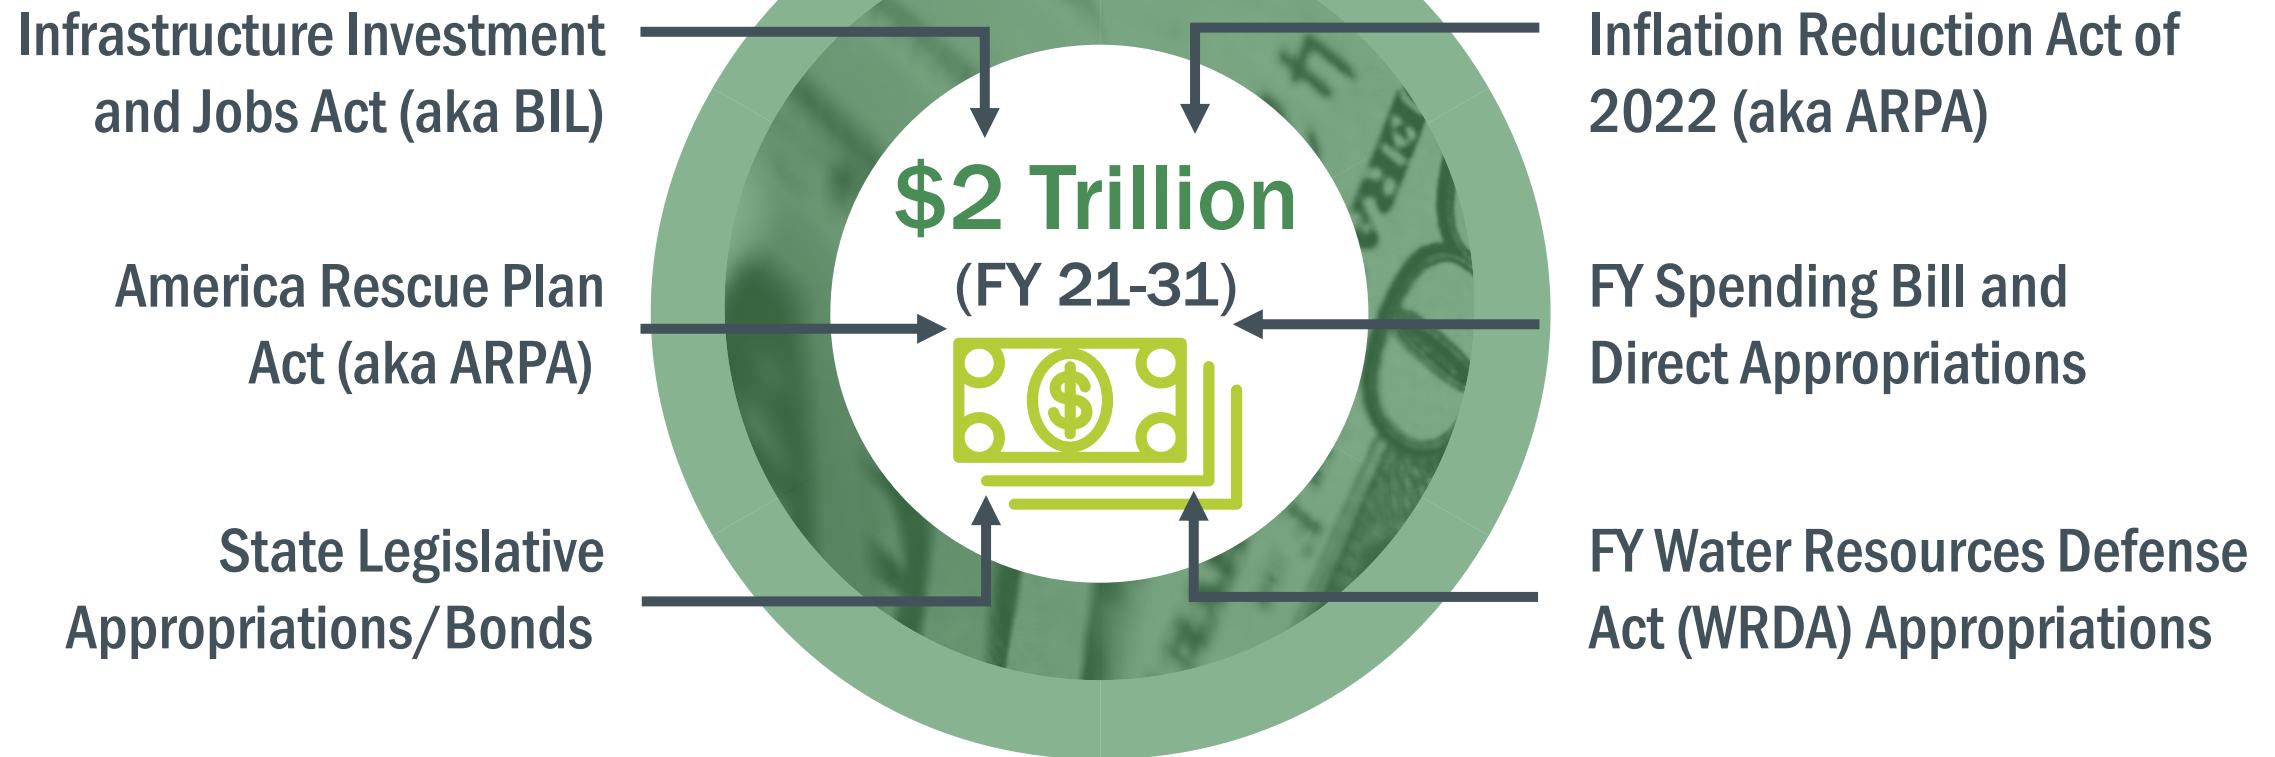 Infrastructure Investment
and Jobs Act (aka BIL)
America Rescue Plan
Act (aka ARPA)
State Legislative
Appropriations/Bonds
$2 Trillion
(FY 21-31)
$
Inflation Reduction Act of
2022 (aka ARPA)
FY Spending Bill and
Direct Appropriations
FY Water Resources Defense
Act (WRDA) Appropriations